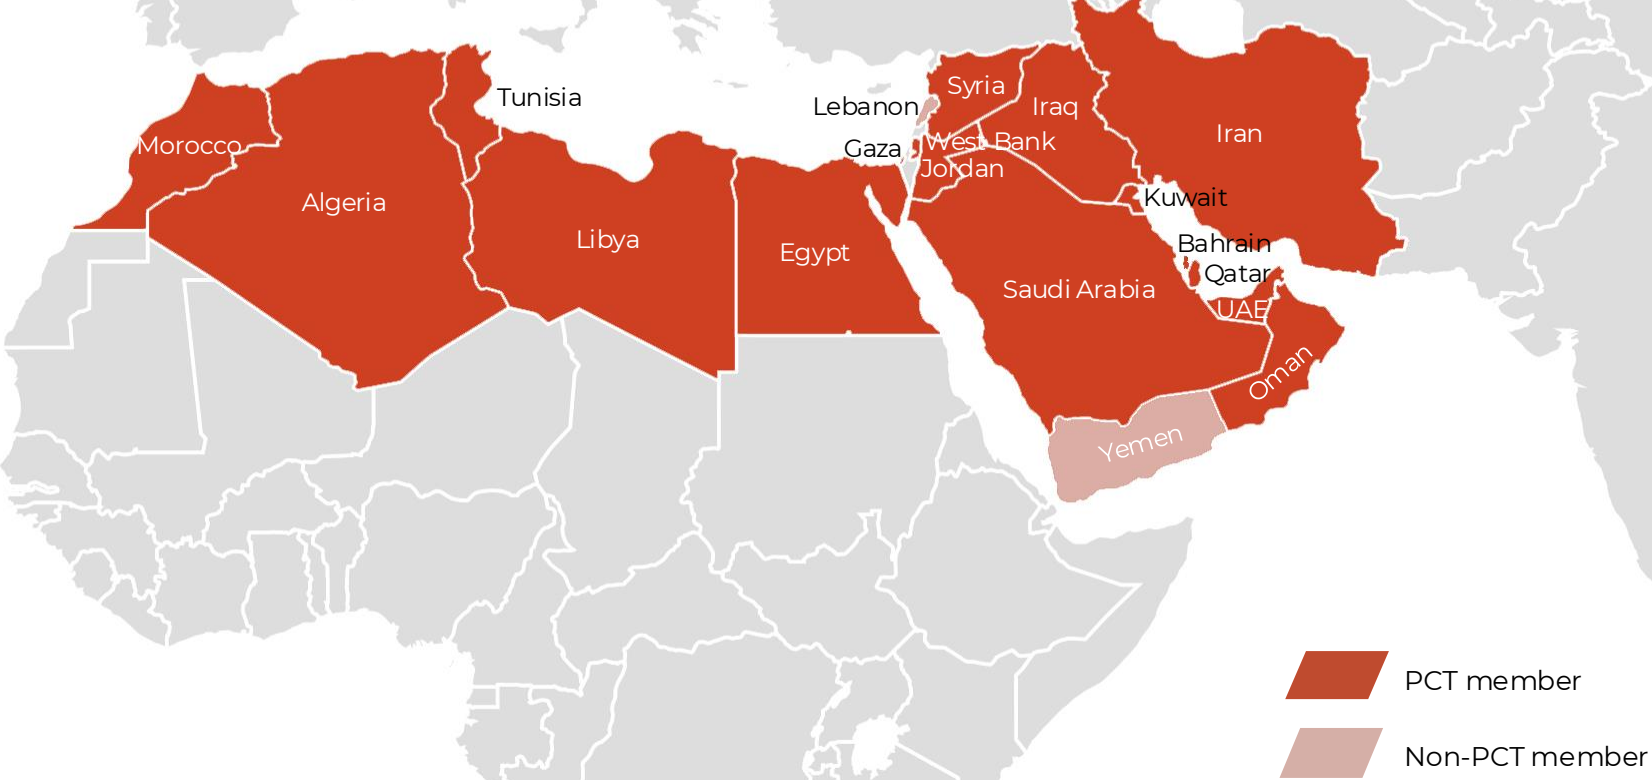 Tunisia
Syria
Lebanon
Iraq
Iran
Morocco
West Bank
Gaza
Jordan
Kuwait
Algeria
Libya
Egypt
Bahrain
Qatar
Saudi Arabia
UAE
Oman
Yemen
PCT member
Non-PCT member